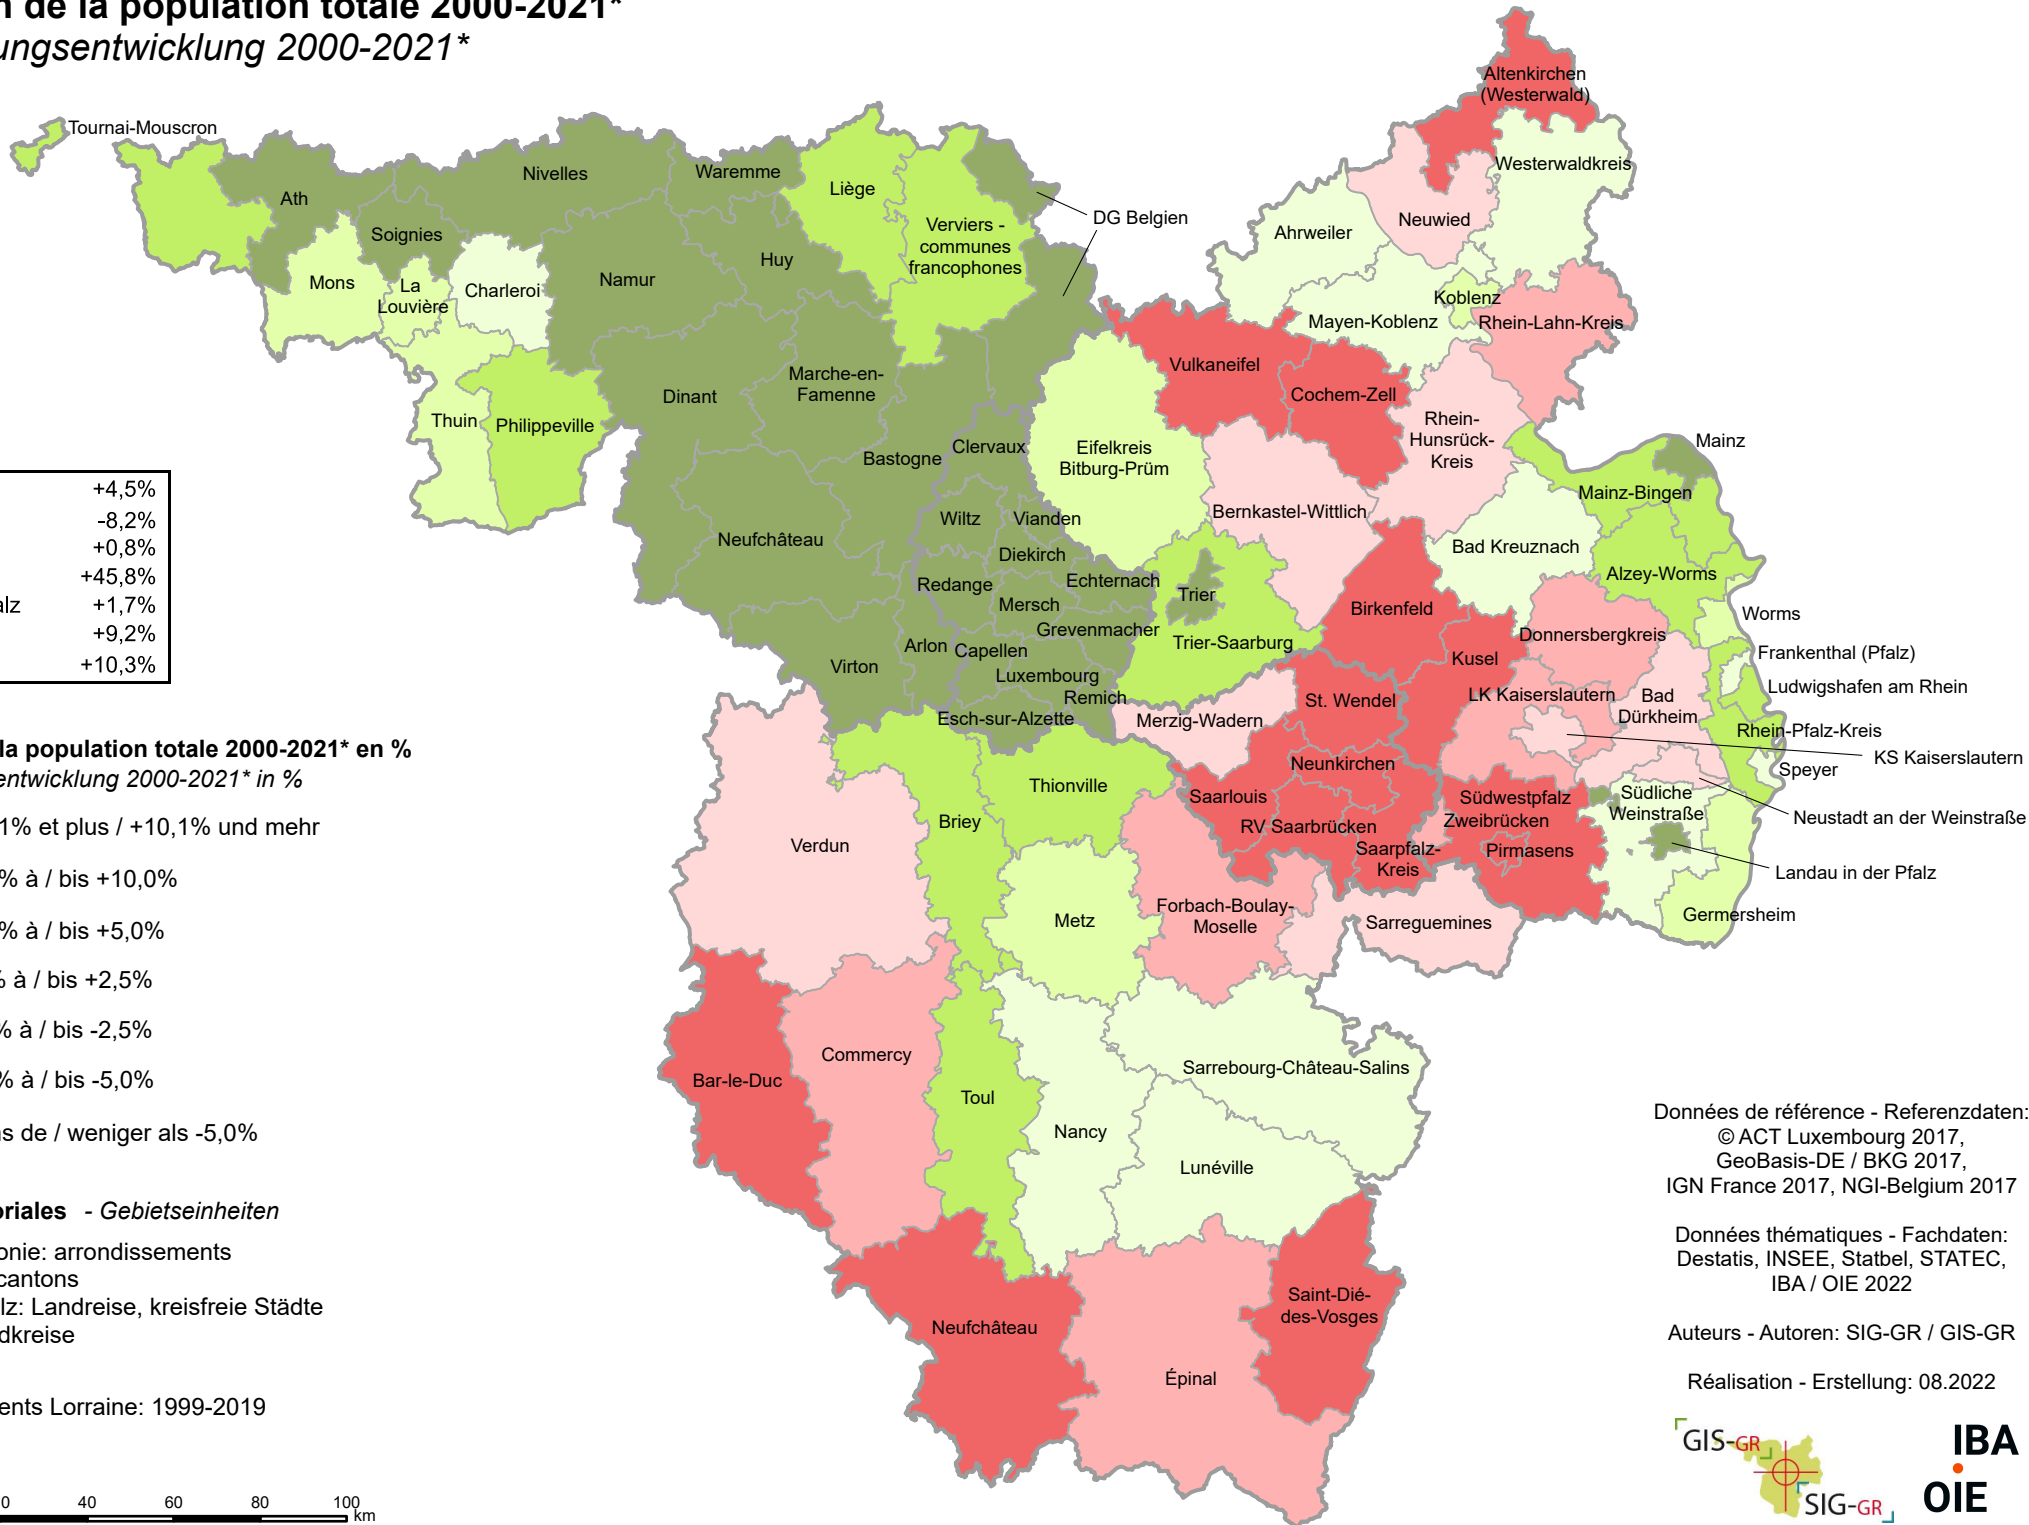 n de la population totale 2000-2021*
ungsentwicklung 2000-2021*
+4,5%
-8,2%
+0,8%
+45,8%
alz +1,7%
+9,2%
+10,3%
la population totale 2000-2021* en %
entwicklung 2000-2021* in %
1% et plus / +10,1% und mehr
% à / bis +10,0%
% à / bis +5,0%
% à / bis +2,5%
% à / bis -2,5%
% à / bis -5,0%
ns de / weniger als -5,0%
oriales - Gebietseinheiten
onie: arrondissements
cantons
lz: Landreise, kreisfreie Städte
dkreise
ents Lorraine: 1999-2019
0 40 60 80 100
km
Tournai-Mouscron
Ath
Soignies
Nivelles
Waremme
Liège
Verviers -
communes
francophones
DG Belgien
Mons
La
Louvière
Charleroi
Namur
Huy
Thuin
Philippeville
Dinant
Marche-en-
Famenne
Bastogne
Neufchâteau
Virton
Arlon
Clervaux
Wiltz
Vianden
Diekirch
Redange
Echternach
Mersch
Grevenmacher
Capellen
Luxembourg
Remich
Esch-sur-Alzette
Altenkirchen
(Westerwald)
Westerwaldkreis
Neuwied
Ahrweiler
Koblenz
Mayen-Koblenz
Rhein-Lahn-Kreis
Vulkaneifel
Cochem-Zell
Rhein-
Hunsrück-
Kreis
Eifelkreis
Bitburg-Prüm
Bernkastel-Wittlich
Mainz
Mainz-Bingen
Bad Kreuznach
Alzey-Worms
Trier
Trier-Saarburg
Birkenfeld
Worms
Donnersbergkreis
Kusel
Frankenthal (Pfalz)
Ludwigshafen am Rhein
LK Kaiserslautern
Bad
Dürkheim
Rhein-Pfalz-Kreis
KS Kaiserslautern
Speyer
Neustadt an der Weinstraße
Südliche
Weinstraße
Landau in der Pfalz
Germersheim
Südwestpfalz
Zweibrücken
Pirmasens
Merzig-Wadern
St. Wendel
Neunkirchen
Saarlouis
RV Saarbrücken
Saarpfalz-
Kreis
Thionville
Briey
Verdun
Metz
Forbach-Boulay-
Moselle
Sarreguemines
Bar-le-Duc
Commercy
Toul
Nancy
Sarrebourg-Château-Salins
Lunéville
Neufchâteau
Épinal
Saint-Dié-
des-Vosges
Données de référence - Referenzdaten:
© ACT Luxembourg 2017,
GeoBasis-DE / BKG 2017,
IGN France 2017, NGI-Belgium 2017
Données thématiques - Fachdaten:
Destatis, INSEE, Statbel, STATEC,
IBA / OIE 2022
Auteurs - Autoren: SIG-GR / GIS-GR
Réalisation - Erstellung: 08.2022
GIS-GR
SIG-GR
IBA
OIE